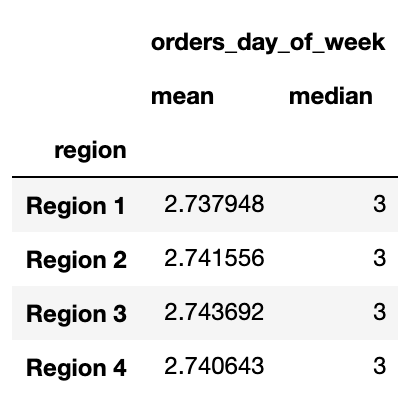 orders_day_of_week
mean median
region
Region 1 2.737948 3
Region 2 2.741556 3
Region 3 2.743692 3
Region 4 2.740643 3